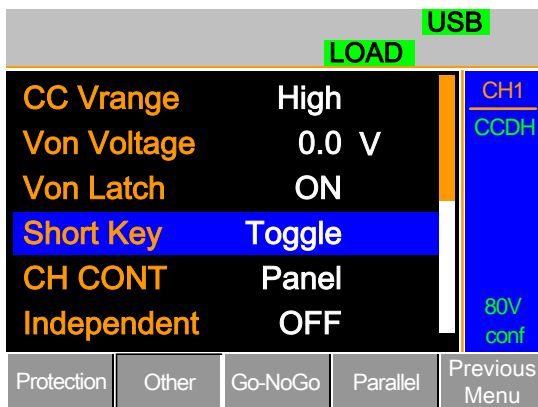 USB
LOAD
CC Vrange High
Von Voltage 0.0 V
Von Latch ON
Short Key Toggle
CH CONT Panel
Independent OFF
CH1
CCDH
80V
conf
Protection Other Go-NoGo Parallel Previous
Menu